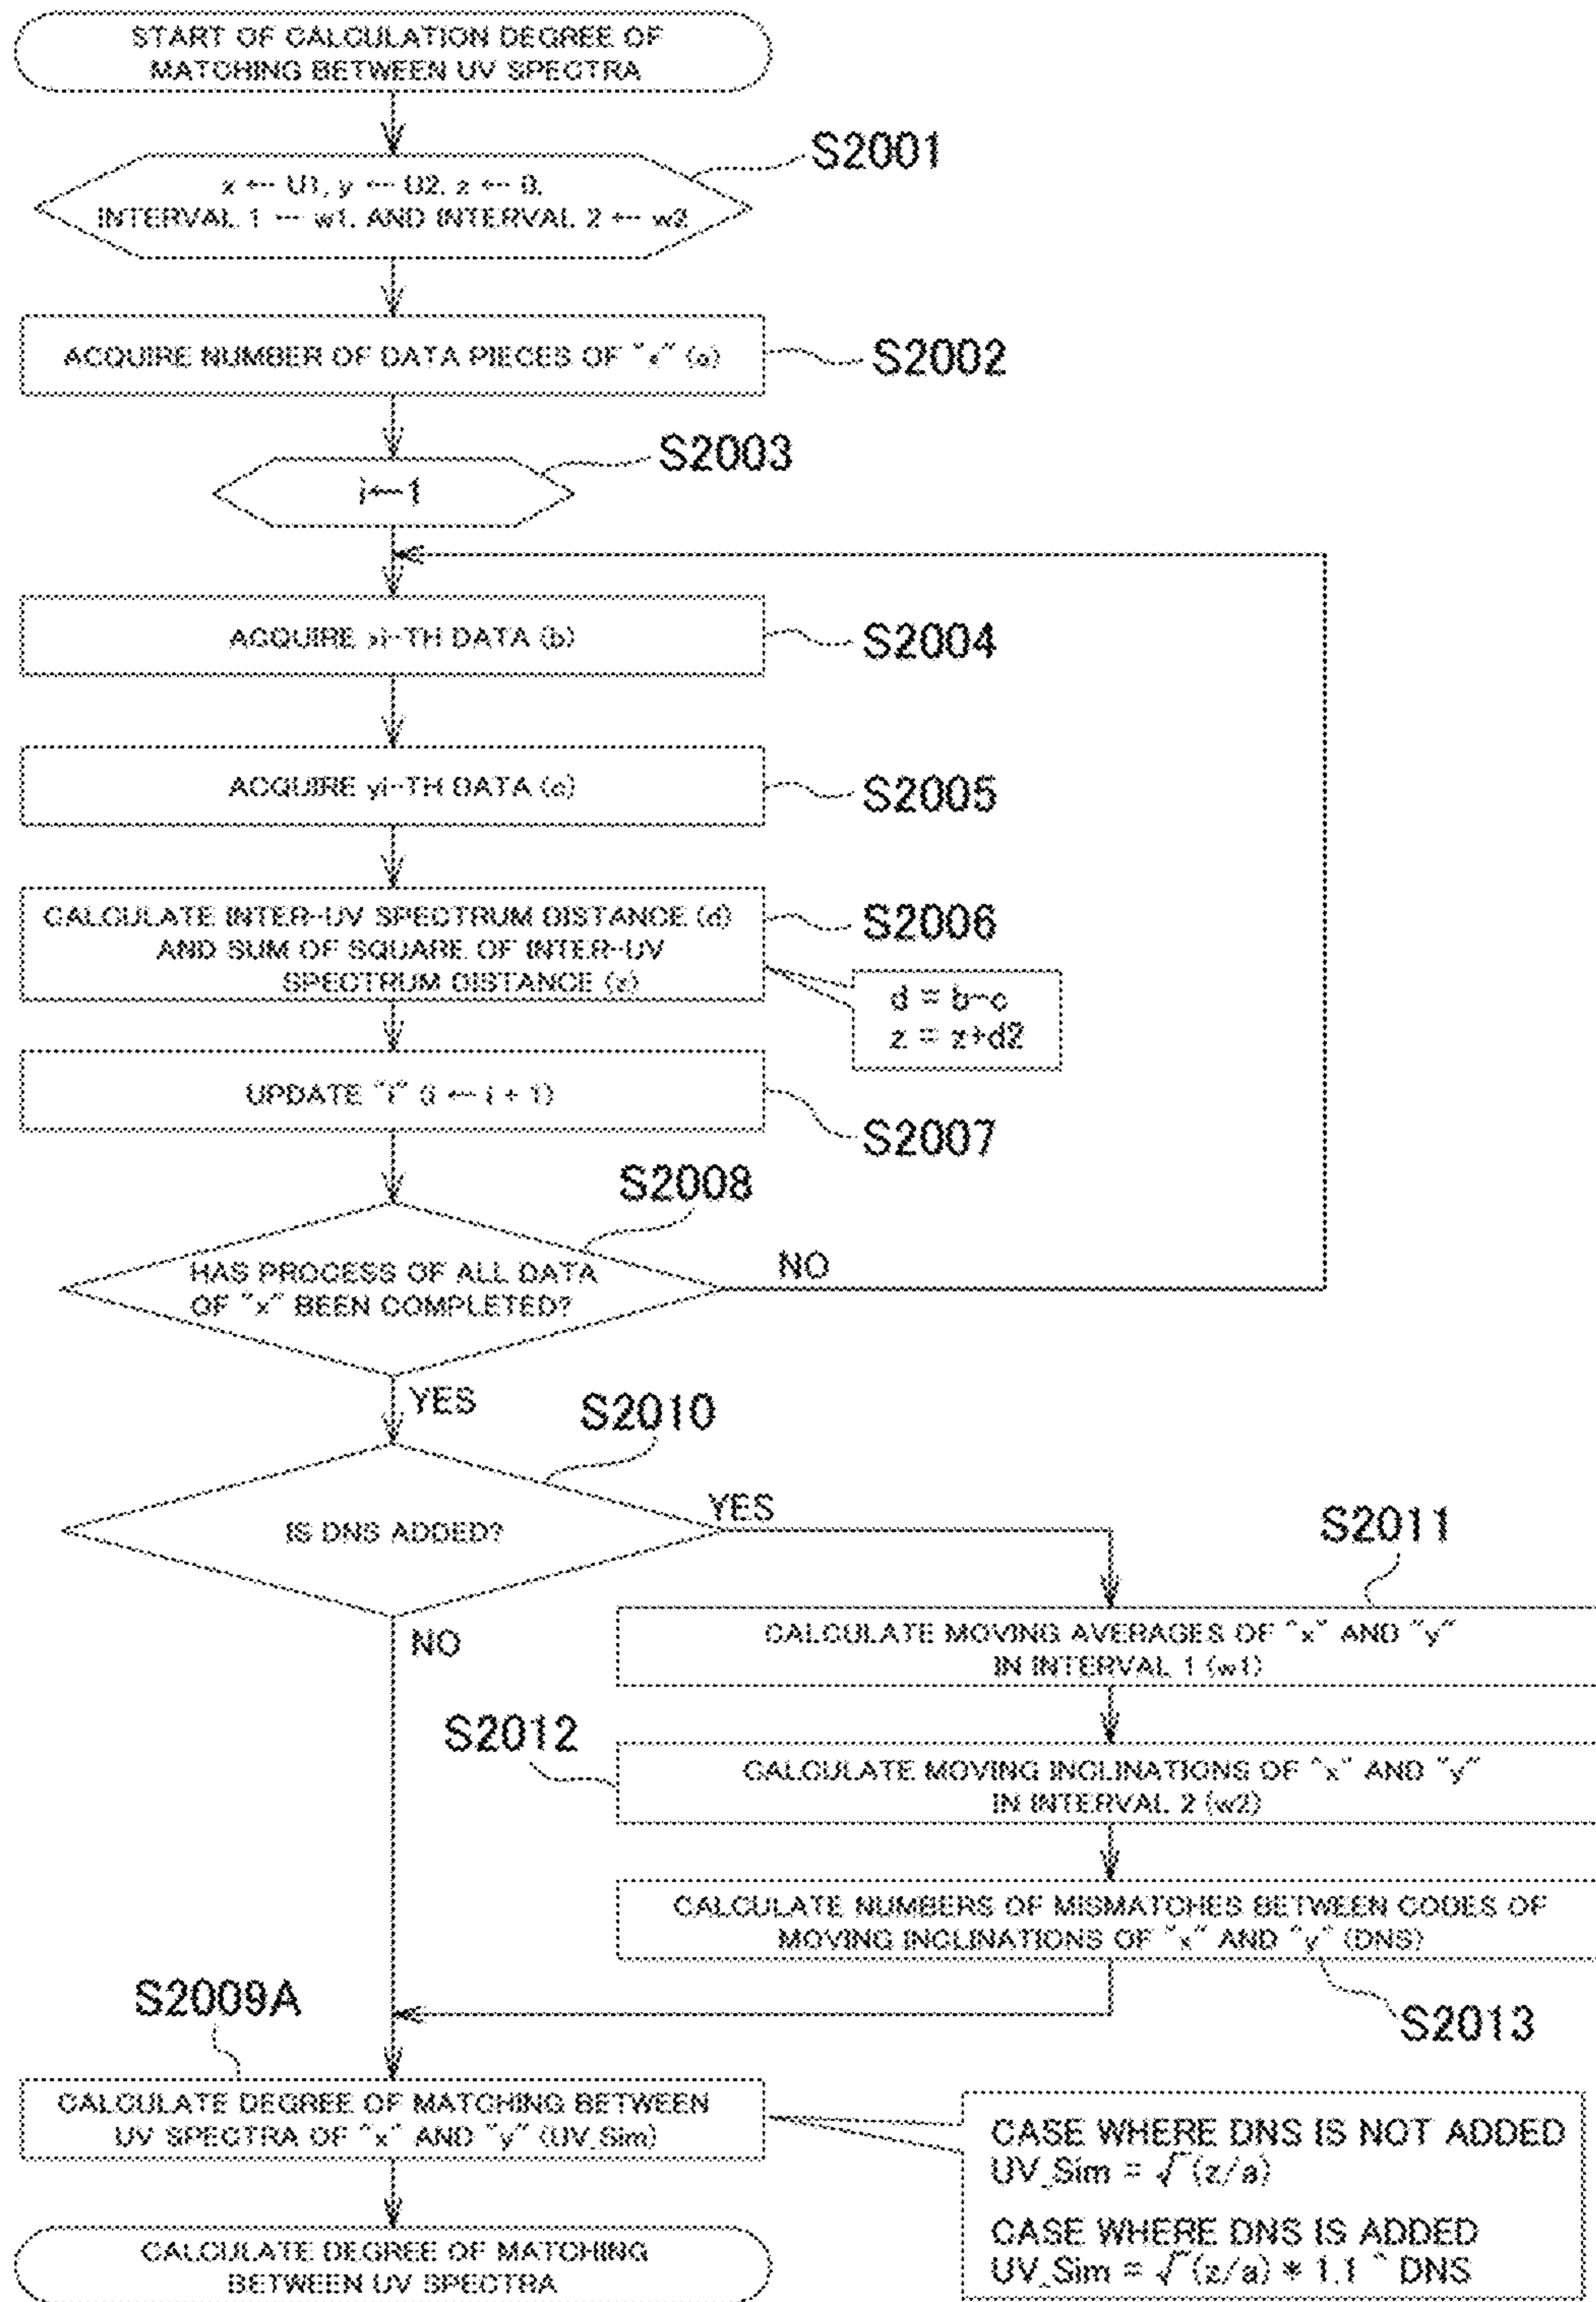 START OF CALCULATION DEGREE OF
MATCHING BETWEEN UV SPECTRA
S2001
x ← U1, y ← U2, z ← 0,
INTERVAL 1 ← w1, AND INTERVAL 2 ← w2
ACQUIRE NUMBER OF DATA PIECES OF "x" (a)
S2002
S2003
i←1
ACQUIRE xi-TH DATA (b)
S2004
ACQUIRE yi-TH DATA (c)
S2005
CALCULATE INTER-UV SPECTRUM DISTANCE (d)
AND SUM OF SQUARE OF INTER-UV
SPECTRUM DISTANCE (z)
S2006
d = b-c
z = z+d2
UPDATE "i" (i ← i + 1)
S2007
S2008
HAS PROCESS OF ALL DATA
OF "x" BEEN COMPLETED?
NO
YES
S2010
IS DNS ADDED?
YES
NO
S2011
CALCULATE MOVING AVERAGES OF "x" AND "y"
IN INTERVAL 1 (w1)
S2012
CALCULATE MOVING INCLINATIONS OF "x" AND "y"
IN INTERVAL 2 (w2)
CALCULATE NUMBERS OF MISMATCHES BETWEEN CODES OF
MOVING INCLINATIONS OF "x" AND "y" (DNS)
S2013
S2009A
CALCULATE DEGREE OF MATCHING BETWEEN
UV SPECTRA OF "x" AND "y" (UV_Sim)
CASE WHERE DNS IS NOT ADDED
UV_Sim = √(z/a)
CASE WHERE DNS IS ADDED
UV_Sim = √(z/a) * 1.1 ^ DNS
CALCULATE DEGREE OF MATCHING
BETWEEN UV SPECTRA